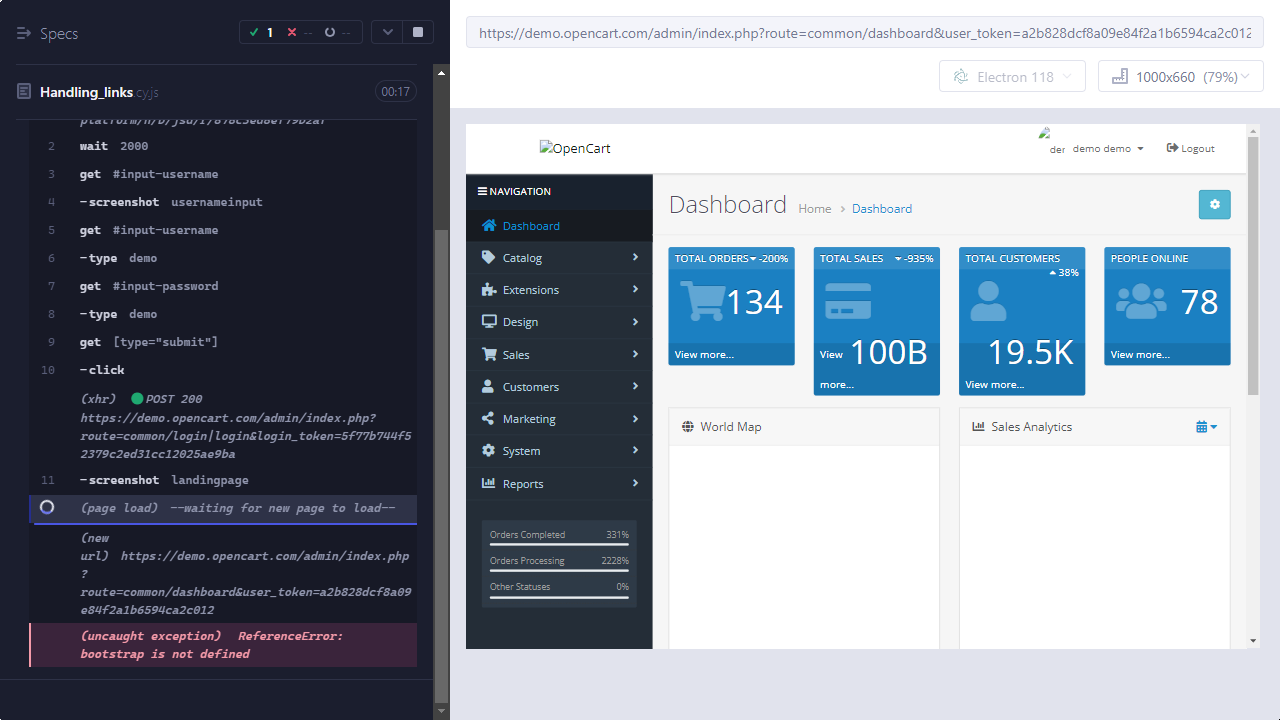 Specs
1
--
--
Handling_links.cy.js
00:17
2 wait 2000
3 get #input-username
4 -screenshot usernameinput
5 get #input-username
6 -type demo
7 get #input-password
8 -type demo
9 get [type="submit"]
10 -click
(xhr) POST 200
https://demo.opencart.com/admin/index.php?
route=common/login|login&login_token=5f77b744f5
2379c2ed31cc12025ae9ba
11 -screenshot landingpage
(page load) --waiting for new page to load--
(new
url) https://demo.opencart.com/admin/index.php
?
route=common/dashboard&user_token=a2b828dcf8a09
e84f2a1b6594ca2c012
(uncaught exception) ReferenceError:
bootstrap is not defined
https://demo.opencart.com/admin/index.php?route=common/dashboard&user_token=a2b828dcf8a09e84f2a1b6594ca2c012
Electron 118
1000x660 (79%)
OpenCart
der
demo demo
Logout
NAVIGATION
Dashboard
Catalog
Extensions
Design
Sales
Customers
Marketing
System
Reports
Orders Completed 331%
Orders Processing 2228%
Other Statuses 0%
Dashboard
Home > Dashboard
TOTAL ORDERS -200%
134
View more...
TOTAL SALES -935%
100B
View
more...
TOTAL CUSTOMERS
38%
19.5K
View more...
PEOPLE ONLINE
78
View more...
World Map
Sales Analytics